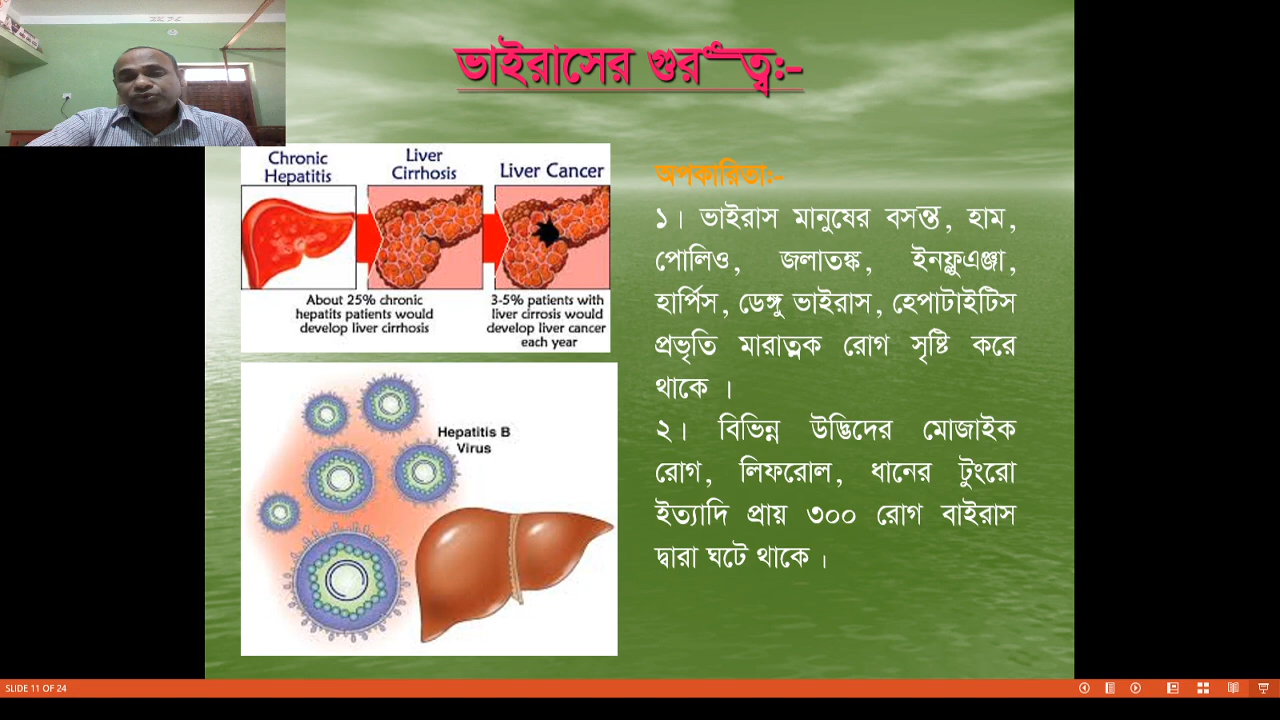 ভাইরাসের গুরুত্ব:-
Chronic
Hepatitis
Liver
Cirrhosis
Liver Cancer
About 25% chronic
hepatits patients would
develop liver cirrhosis
3-5% patients with
liver cirrosis would
develop liver cancer
each year
Hepatitis B
Virus
অপকারিতা:-
১। ভাইরাস মানুষের বসন্ত, হাম,
পোলিও, জলাতঙ্ক, ইনফ্লুএঞ্জা,
হার্পিস, ডেঙ্গু ভাইরাস, হেপাটাইটিস
প্রভৃতি মারাত্নক রোগ সৃষ্টি করে
থাকে ।
২। বিভিন্ন উদ্ভিদের মোজাইক
রোগ, লিফরোল, ধানের টুংরো
ইত্যাদি প্রায় ৩০০ রোগ বাইরাস
দ্বারা ঘটে থাকে ।
SLIDE 11 OF 24